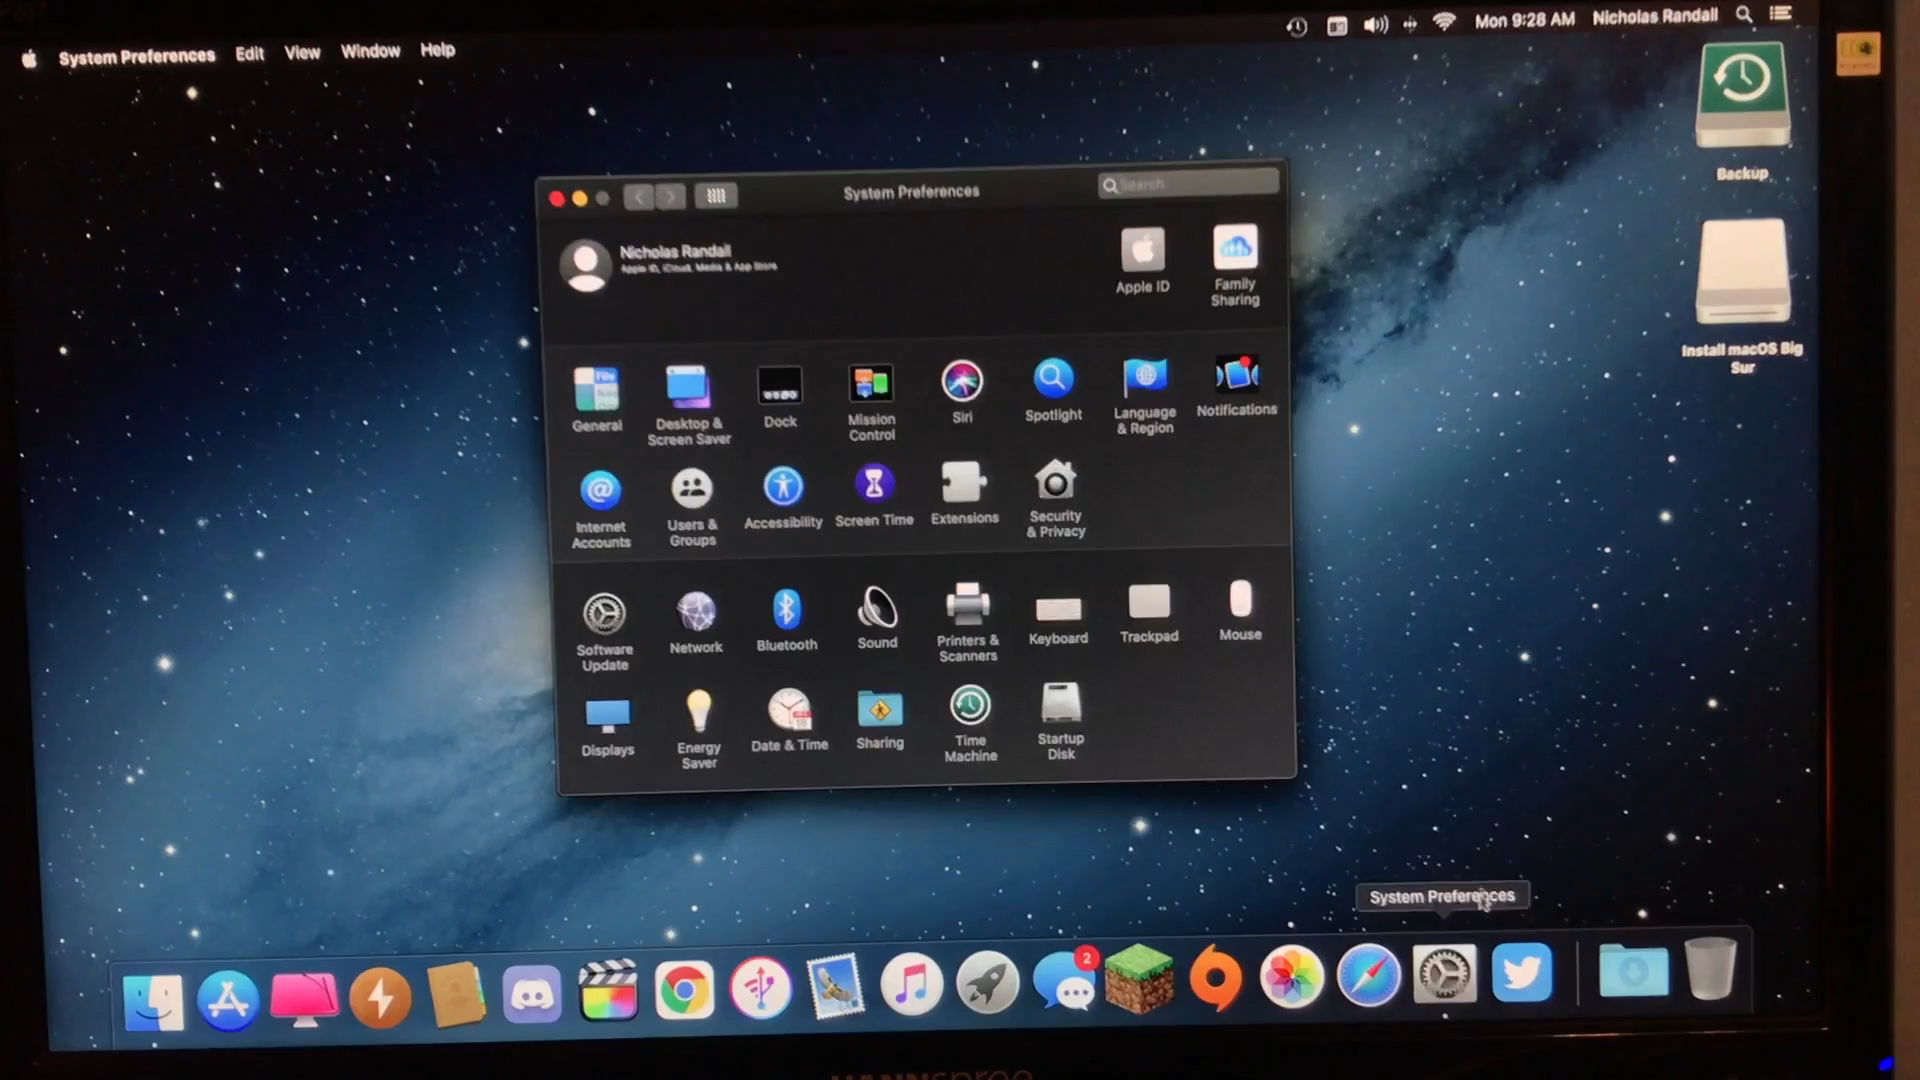 System Preferences Edit View Window Help
Mon 9:28 AM Nicholas Randall
Backup
Install macOS Big
Sur
System Preferences
Search
Nicholas Randall
Apple ID, iCloud, Media & App Store
Apple ID
Family
Sharing
General
Desktop &
Screen Saver
Dock
Mission
Control
Siri
Spotlight
Language
& Region
Notifications
Internet
Accounts
Users &
Groups
Accessibility
Screen Time
Extensions
Security
& Privacy
Software
Update
Network
Bluetooth
Sound
Printers &
Scanners
Keyboard
Trackpad
Mouse
Displays
Energy
Saver
Date & Time
Sharing
Time
Machine
Startup
Disk
System Preferences
2
HANNspree